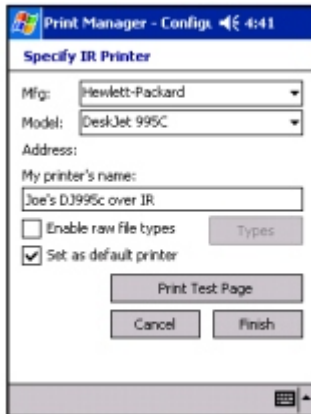 Print Manager - Configu 4:41
Specify IR Printer
Mfg: Hewlett-Packard
Model: DeskJet 995C
Address:
My printer's name:
Joe's DJ995c over IR
Enable raw file types Types
Set as default printer
Print Test Page
Cancel Finish